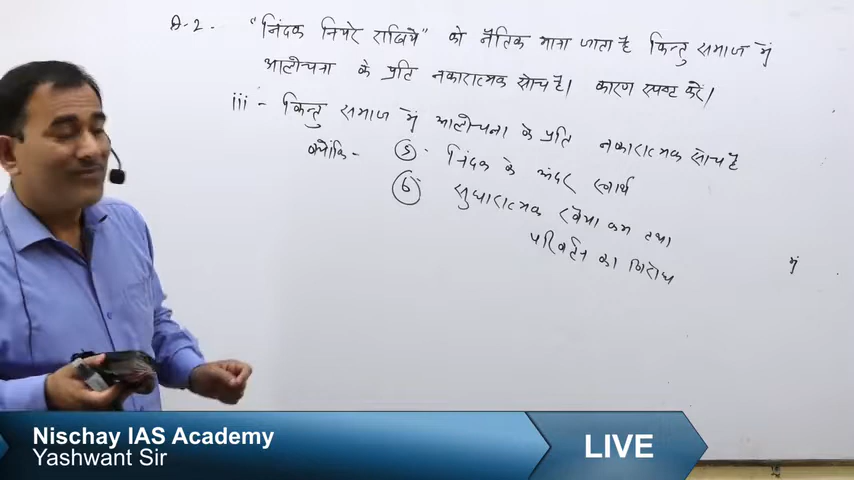 Q-2. "निंदक नियरे राखिये" को नैतिक माना जाता है किन्तु समाज में
आलोचना के प्रति नकारात्मक सोच है। कारण स्पष्ट करें।
iii - किन्तु समाज में आलोचना के प्रति नकारात्मक सोच है
क्योंकि - निंदक के अंदर स्वार्थ
6 सुधारात्मक रवैया कम तथा
परिवर्तन का विरोध
में
Nischay IAS Academy
Yashwant Sir
LIVE